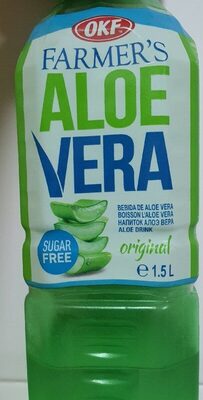 OKF
FARMER'S
ALOE
VERA
BEBIDA DE ALOE VERA
BOISSON L'ALOE VERA
НАПИТОК АЛОЭ ВЕРА
ALOE DRINK
SUGAR
FREE
original
℮ 1.5L